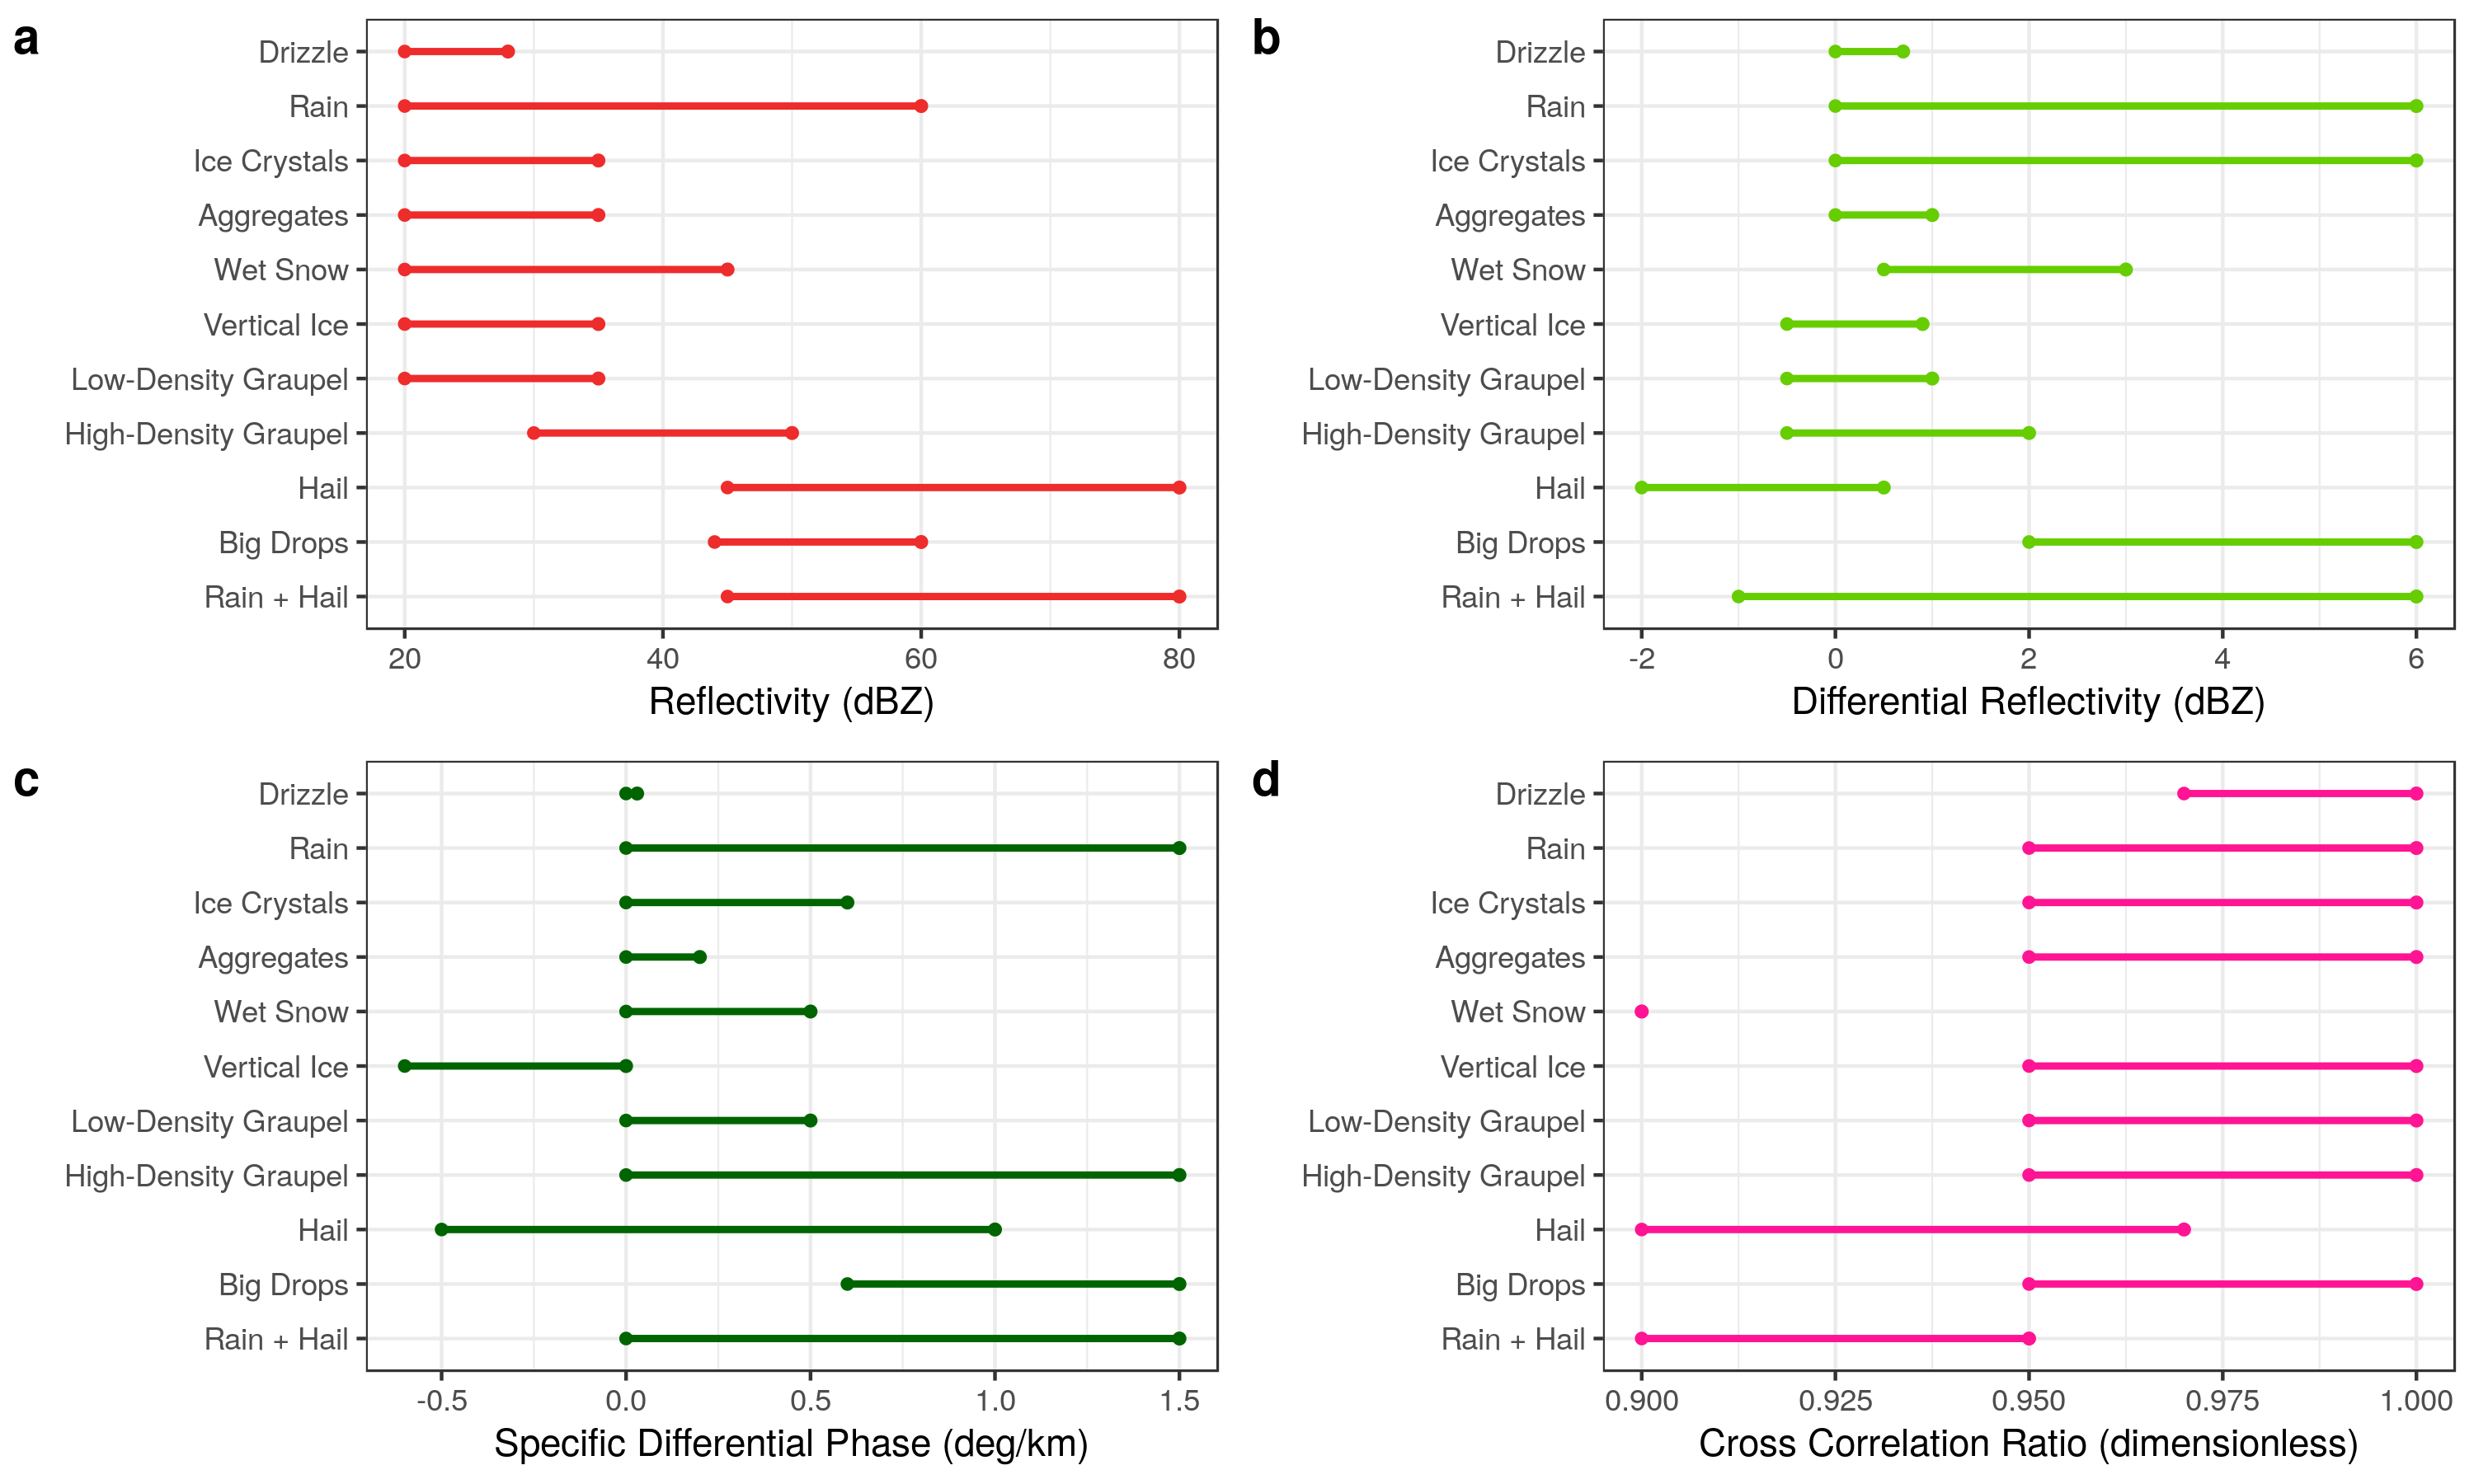 a
Drizzle
Rain
Ice Crystals
Aggregates
Wet Snow
Vertical Ice
Low-Density Graupel
High-Density Graupel
Hail
Big Drops
Rain + Hail
20 40 60 80
Reflectivity (dBZ)
b
Drizzle
Rain
Ice Crystals
Aggregates
Wet Snow
Vertical Ice
Low-Density Graupel
High-Density Graupel
Hail
Big Drops
Rain + Hail
-2 0 2 4 6
Differential Reflectivity (dBZ)
c
Drizzle
Rain
Ice Crystals
Aggregates
Wet Snow
Vertical Ice
Low-Density Graupel
High-Density Graupel
Hail
Big Drops
Rain + Hail
-0.5 0.0 0.5 1.0 1.5
Specific Differential Phase (deg/km)
d
Drizzle
Rain
Ice Crystals
Aggregates
Wet Snow
Vertical Ice
Low-Density Graupel
High-Density Graupel
Hail
Big Drops
Rain + Hail
0.900 0.925 0.950 0.975 1.000
Cross Correlation Ratio (dimensionless)